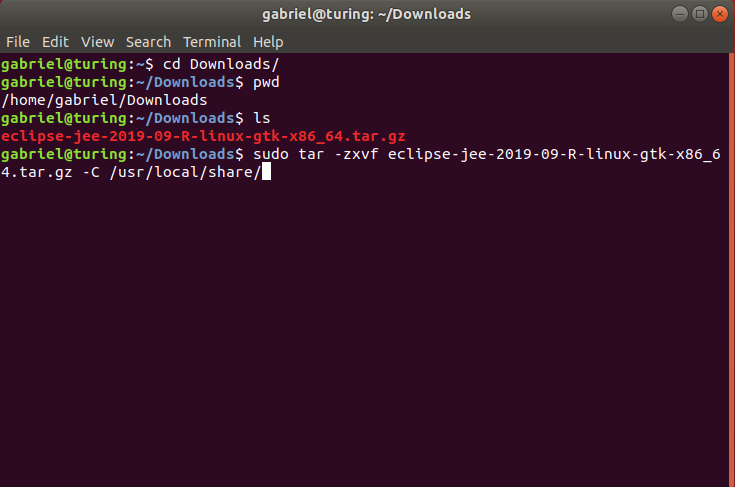 gabriel@turing: ~/Downloads
File Edit View Search Terminal Help
gabriel@turing:~$ cd Downloads/
gabriel@turing:~/Downloads$ pwd
/home/gabriel/Downloads
gabriel@turing:~/Downloads$ ls
eclipse-jee-2019-09-R-linux-gtk-x86_64.tar.gz
gabriel@turing:~/Downloads$ sudo tar -zxvf eclipse-jee-2019-09-R-linux-gtk-x86_6
4.tar.gz -C /usr/local/share/